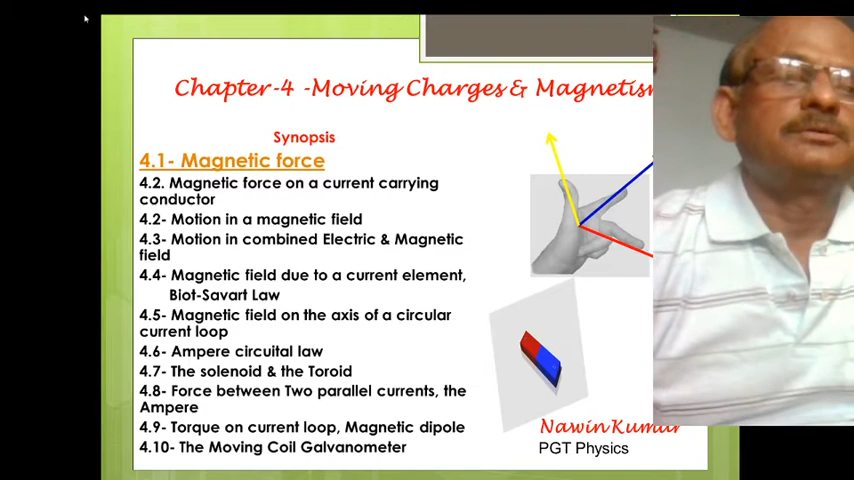 Chapter-4 -Moving Charges & Magnetism
Synopsis
4.1- Magnetic force
4.2. Magnetic force on a current carrying
conductor
4.2- Motion in a magnetic field
4.3- Motion in combined Electric & Magnetic
field
4.4- Magnetic field due to a current element,
Biot-Savart Law
4.5- Magnetic field on the axis of a circular
current loop
4.6- Ampere circuital law
4.7- The solenoid & the Toroid
4.8- Force between Two parallel currents, the
Ampere
4.9- Torque on current loop, Magnetic dipole
4.10- The Moving Coil Galvanometer
Nawin Kumar
PGT Physics